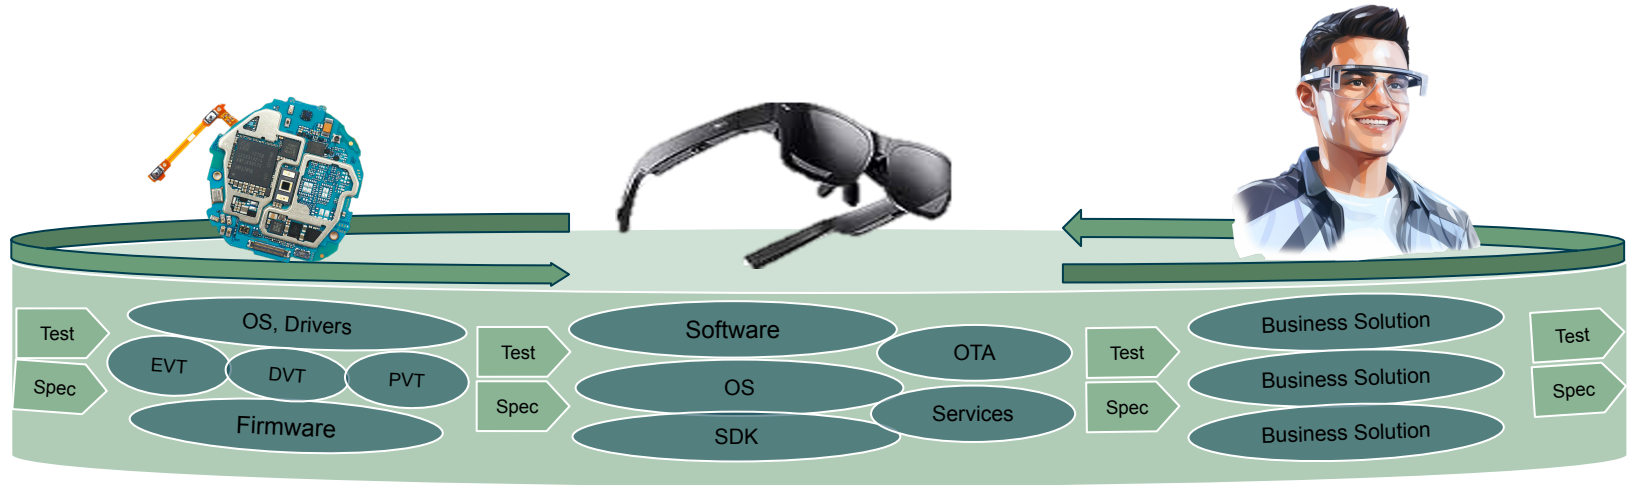 Test
Spec
OS, Drivers
EVT
DVT
PVT
Firmware
Test
Spec
Software
OS
SDK
OTA
Services
Test
Spec
Business Solution
Business Solution
Business Solution
Test
Spec